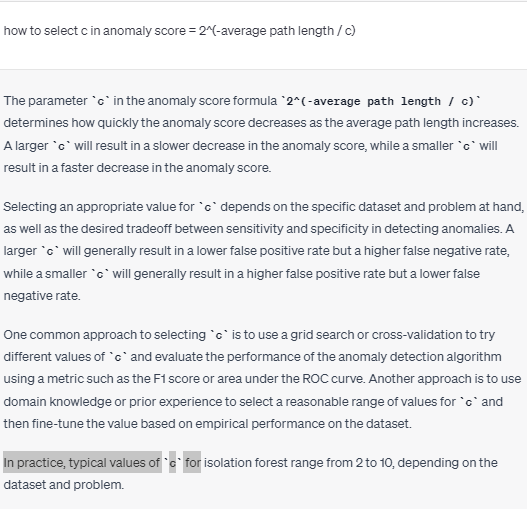 how to select c in anomaly score = 2^(-average path length / c)
The parameter `c` in the anomaly score formula `2^(-average path length / c)`
determines how quickly the anomaly score decreases as the average path length increases.
A larger `c` will result in a slower decrease in the anomaly score, while a smaller `c` will
result in a faster decrease in the anomaly score.
Selecting an appropriate value for `c` depends on the specific dataset and problem at hand,
as well as the desired tradeoff between sensitivity and specificity in detecting anomalies. A
larger `c` will generally result in a lower false positive rate but a higher false negative rate,
while a smaller `c` will generally result in a higher false positive rate but a lower false
negative rate.
One common approach to selecting `c` is to use a grid search or cross-validation to try
different values of `c` and evaluate the performance of the anomaly detection algorithm
using a metric such as the F1 score or area under the ROC curve. Another approach is to use
domain knowledge or prior experience to select a reasonable range of values for `c` and
then fine-tune the value based on empirical performance on the dataset.
In practice, typical values of `c` for isolation forest range from 2 to 10, depending on the
dataset and problem.